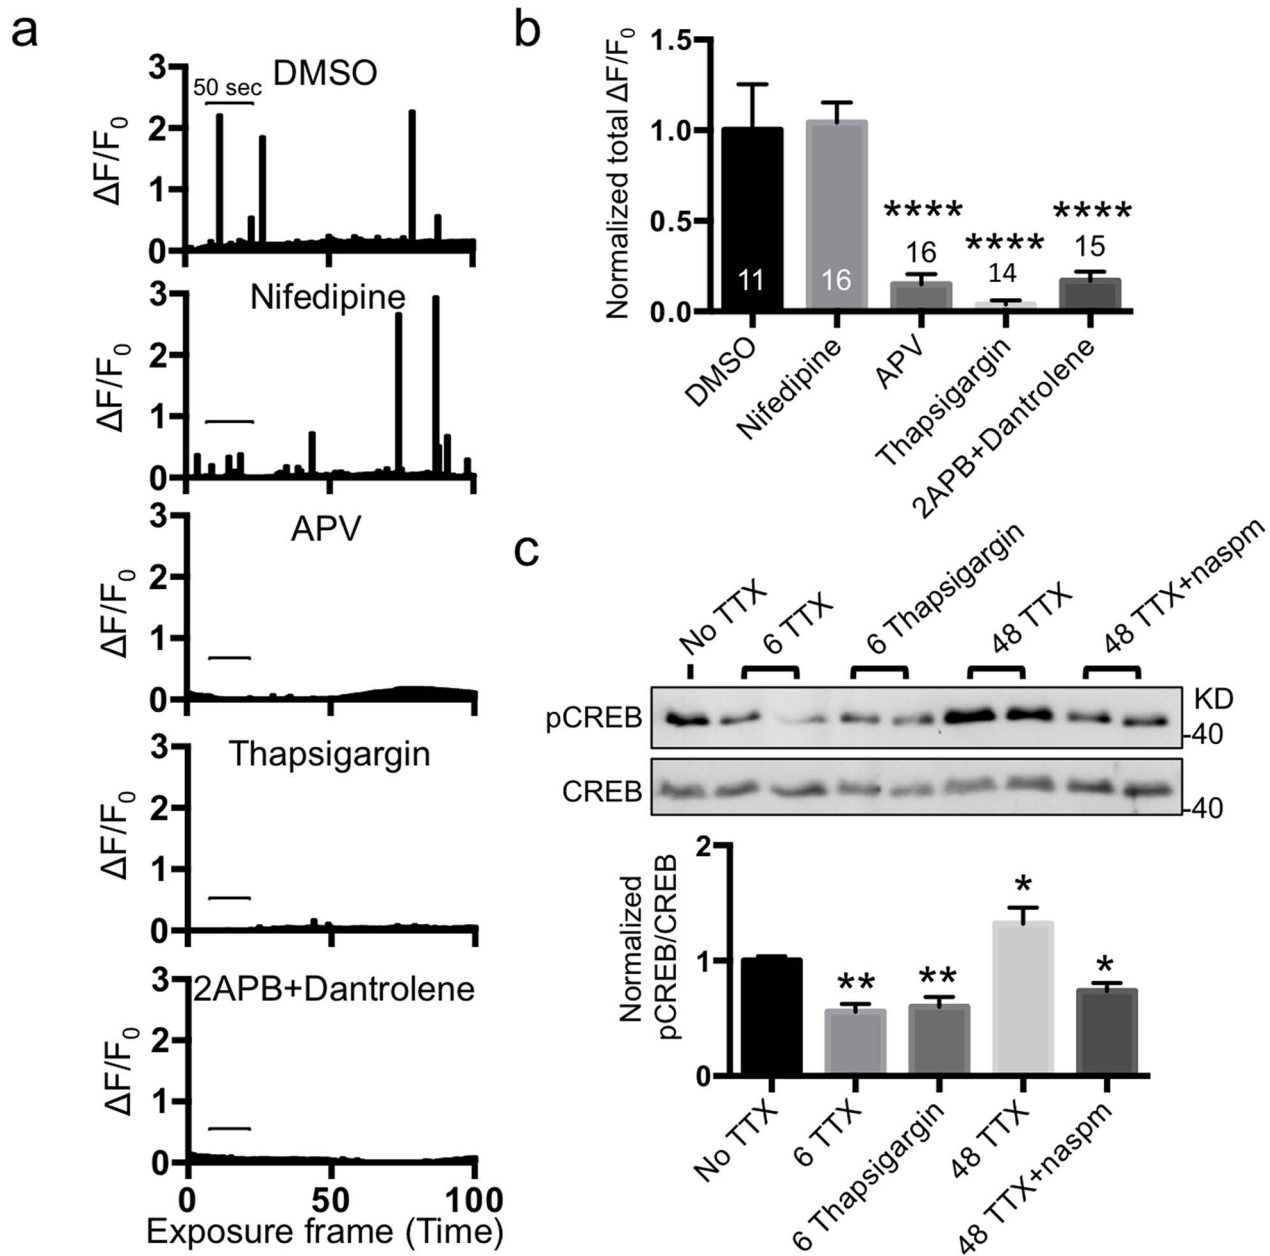 a
3
2
1
0
ΔF/F0
50 sec
DMSO
3
2
1
0
ΔF/F0
Nifedipine
3
2
1
0
ΔF/F0
APV
3
2
1
0
ΔF/F0
Thapsigargin
3
2
1
0
ΔF/F0
2APB+Dantrolene
0 50 100
Exposure frame (Time)
b
Normalized total ΔF/F0
1.5
1.0
0.5
0.0
11
16
****
16
****
14
****
15
DMSO
Nifedipine
APV
Thapsigargin
2APB+Dantrolene
c
No TTX
6 TTX
6 Thapsigargin
48 TTX
48 TTX+naspm
pCREB
KD
-40
CREB
-40
Normalized
pCREB/CREB
2
1
0
**
**
*
*
No TTX
6 TTX
6 Thapsigargin
48 TTX
48 TTX+naspm